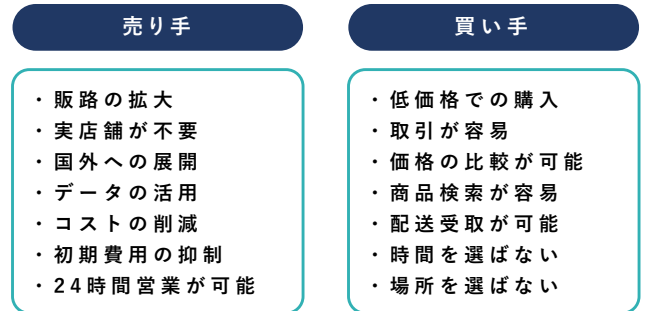 売り手
・販路の拡大
・実店舗が不要
・国外への展開
・データの活用
・コストの削減
・初期費用の抑制
・24時間営業が可能
買い手
・低価格での購入
・取引が容易
・価格の比較が可能
・商品検索が容易
・配送受取が可能
・時間を選ばない
・場所を選ばない